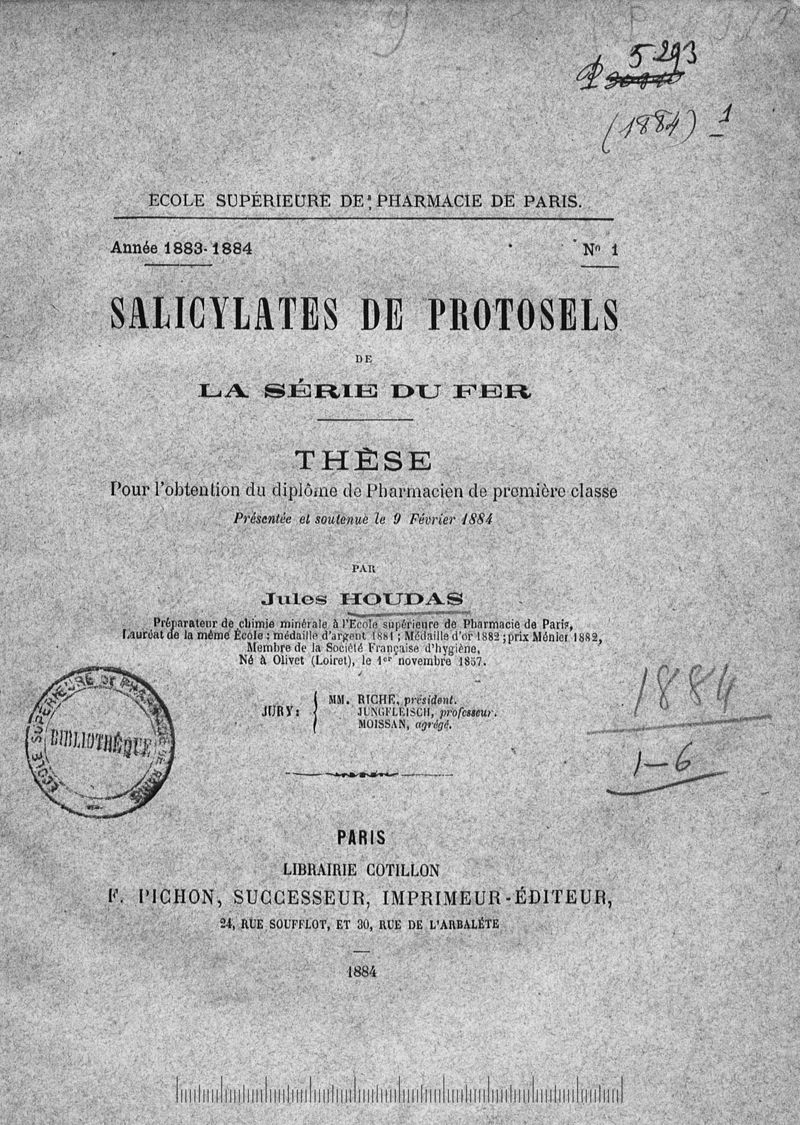 P 5293
(1884) 1
ECOLE SUPÉRIEURE DE PHARMACIE DE PARIS.
Année 1883-1884
Nº 1
SALICYLATES DE PROTOSELS
DE
LA SÉRIE DU FER
THÈSE
Pour l'obtention du diplôme de Pharmacien de première classe
Présentée et soutenue le 9 Février 1884
PAR
Jules HOUDAS
Préparateur de chimie minérale à l'Ecole supérieure de Pharmacie de Paris,
Lauréat de la même École : médaille d'argent 1881 ; Médaille d'or 1882 ; prix Ménier 1882,
Membre de la Société Française d'hygiène,
Né à Olivet (Loiret), le 1er novembre 1857.
JURY :
MM. RICHE, président.
JUNGFLEISCH, professeur.
MOISSAN, agrégé.
1884
1-6
ECOLE SUPÉRIEURE DE PHARMACIE DE PARIS
BIBLIOTHÈQUE
PARIS
LIBRAIRIE COTILLON
F. PICHON, SUCCESSEUR, IMPRIMEUR-ÉDITEUR,
24, RUE SOUFFLOT, ET 30, RUE DE L'ARBALÉTE
1884